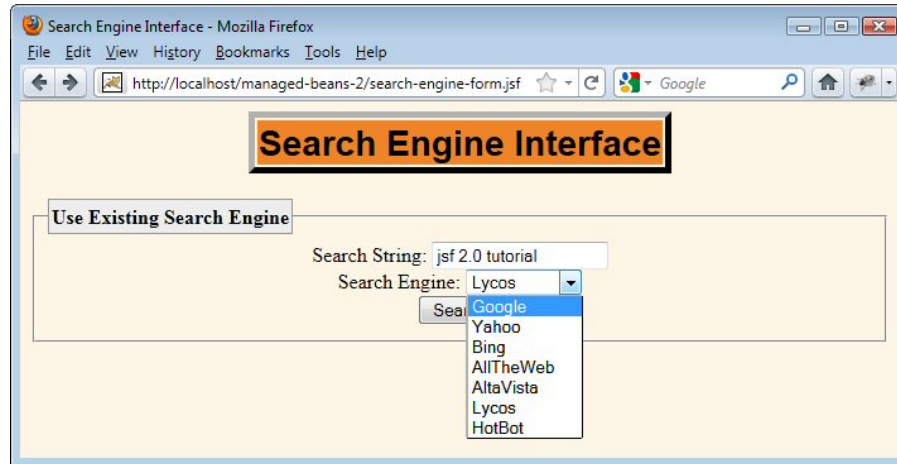 Search Engine Interface - Mozilla Firefox
File Edit View History Bookmarks Tools Help
http://localhost/managed-beans-2/search-engine-form.jsf Google
Search Engine Interface
Use Existing Search Engine
Search String: jsf 2.0 tutorial
Search Engine: Lycos
Sear
Google
Yahoo
Bing
AllTheWeb
AltaVista
Lycos
HotBot